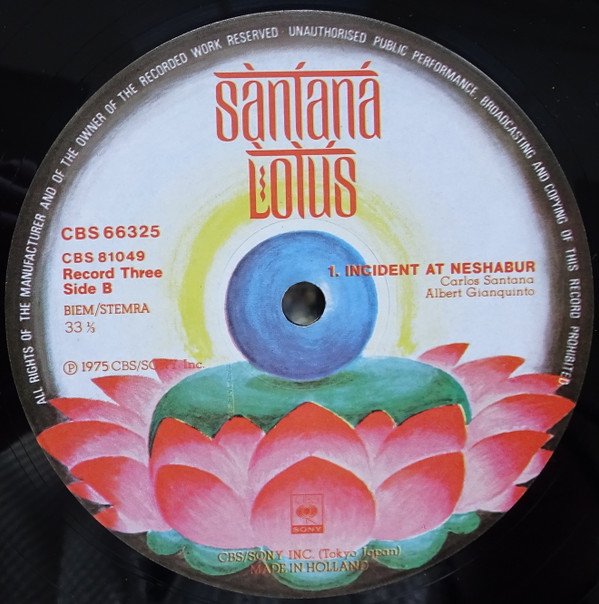 ALL RIGHTS OF THE MANUFACTURER AND OF THE OWNER OF THE RECORDED WORK RESERVED · UNAUTHORISED PUBLIC PERFORMANCE, BROADCASTING AND COPYING OF THIS RECORD PROHIBITED
Santana
Lotus
CBS 66325
CBS 81049
Record Three
Side B
BIEM/STEMRA
33 ⅓
℗ 1975 CBS/SONY Inc.
1. INCIDENT AT NESHABUR
Carlos Santana
Albert Gianquinto
CBS
SONY
CBS/SONY INC. (Tokyo Japan)
MADE IN HOLLAND